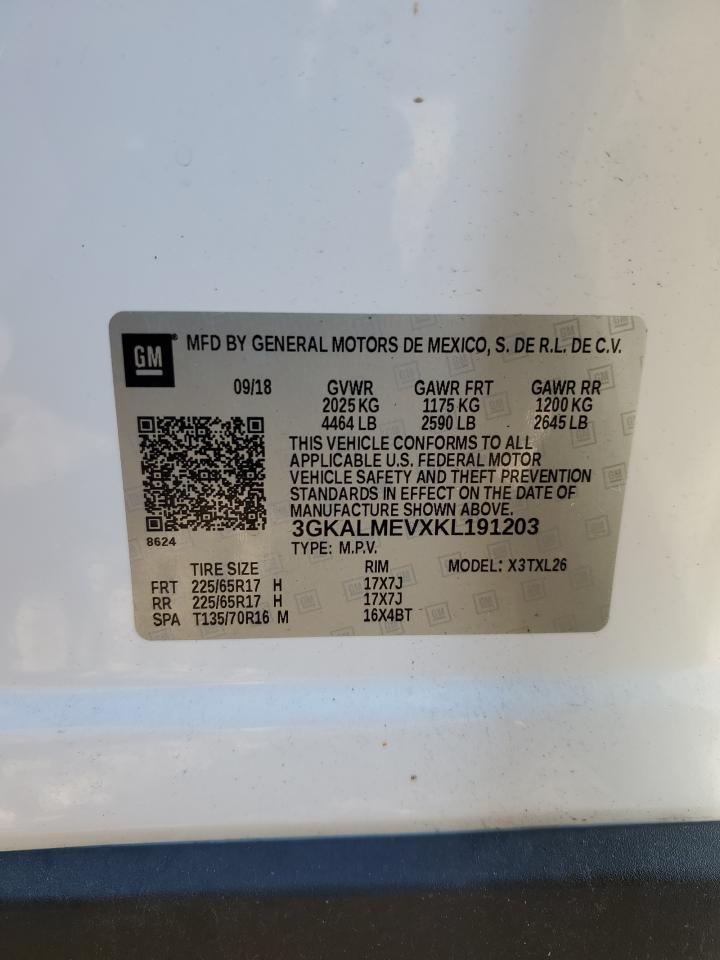 GM® MFD BY GENERAL MOTORS DE MEXICO, S. DE R.L. DE C.V.
09/18 GVWR GAWR FRT GAWR RR
2025 KG 1175 KG 1200 KG
4464 LB 2590 LB 2645 LB
THIS VEHICLE CONFORMS TO ALL
APPLICABLE U.S. FEDERAL MOTOR
VEHICLE SAFETY AND THEFT PREVENTION
STANDARDS IN EFFECT ON THE DATE OF
MANUFACTURE SHOWN ABOVE.
3GKALMEVXKL191203
8624 TYPE: M.P.V.
TIRE SIZE RIM MODEL: X3TXL26
FRT 225/65R17 H 17X7J
RR 225/65R17 H 17X7J
SPA T135/70R16 M 16X4BT